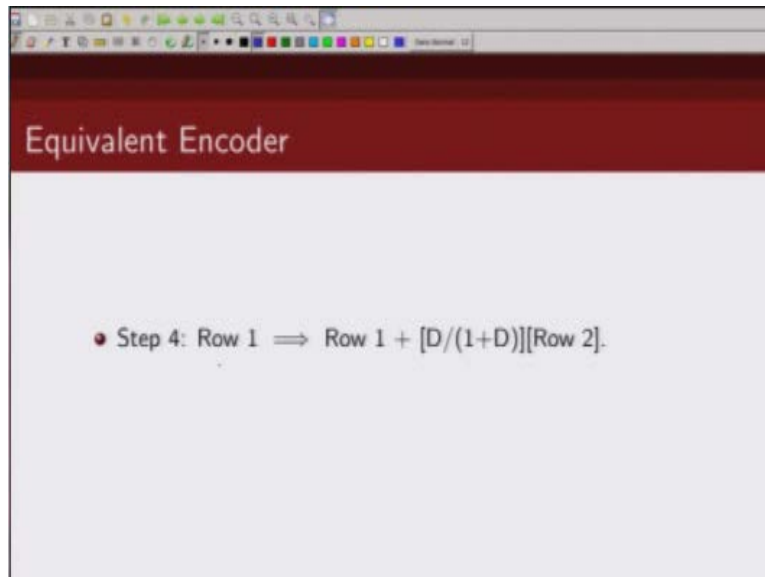 Equivalent Encoder
Step 4: Row 1 ⟹ Row 1 + [D/(1+D)][Row 2].